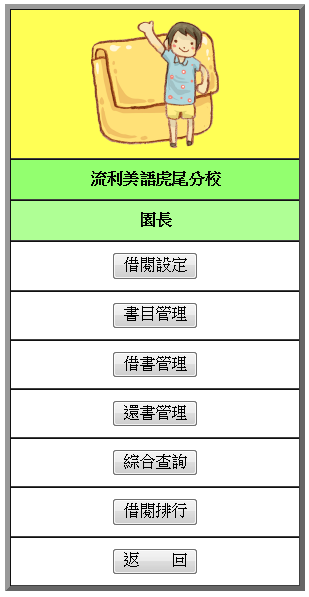 流利美語虎尾分校
園長
借閱設定
書目管理
借書管理
還書管理
綜合查詢
借閱排行
返　　回